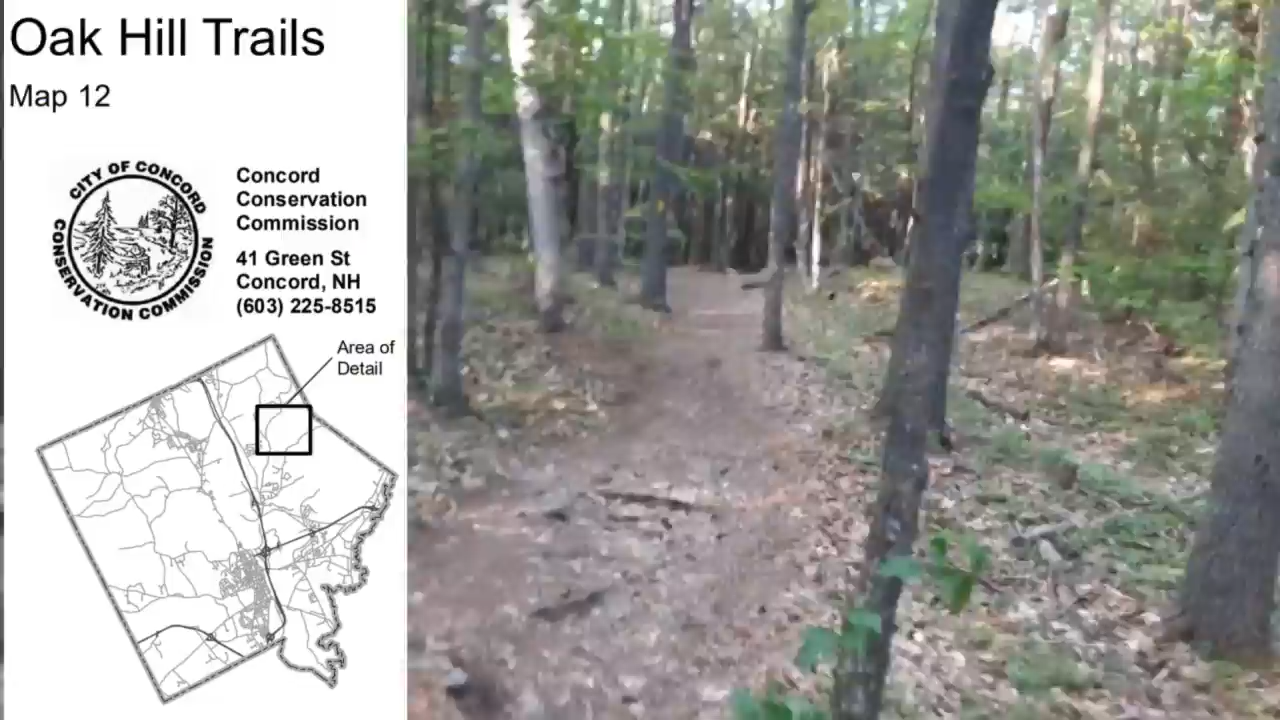 Oak Hill Trails
Map 12
CITY OF CONCORD
CONSERVATION COMMISSION
Concord
Conservation
Commission
41 Green St
Concord, NH
(603) 225-8515
Area of
Detail